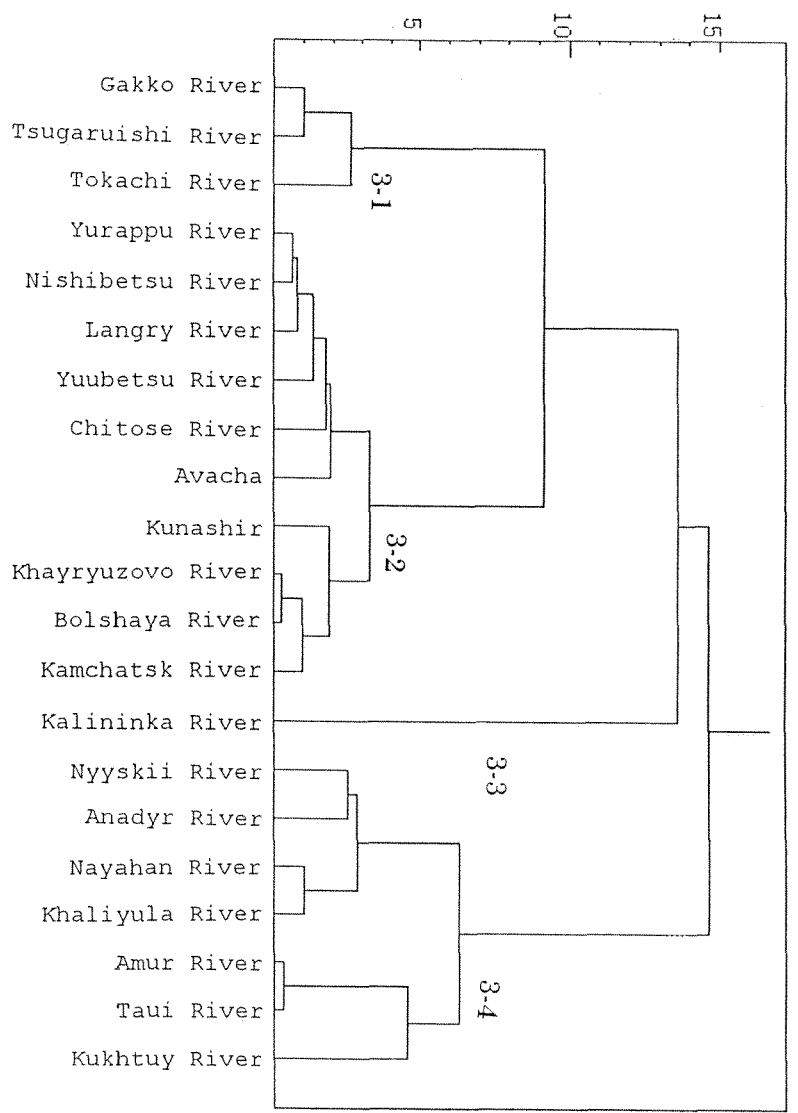 5 10 15
Gakko River
Tsugaruishi River
Tokachi River
3-1
Yurappu River
Nishibetsu River
Langry River
Yuubetsu River
Chitose River
Avacha
Kunashir
3-2
Khayryuzovo River
Bolshaya River
Kamchatsk River
Kalininka River
3-3
Nyyskii River
Anadyr River
Nayahan River
Khaliyula River
Amur River
3-4
Taui River
Kukhtuy River